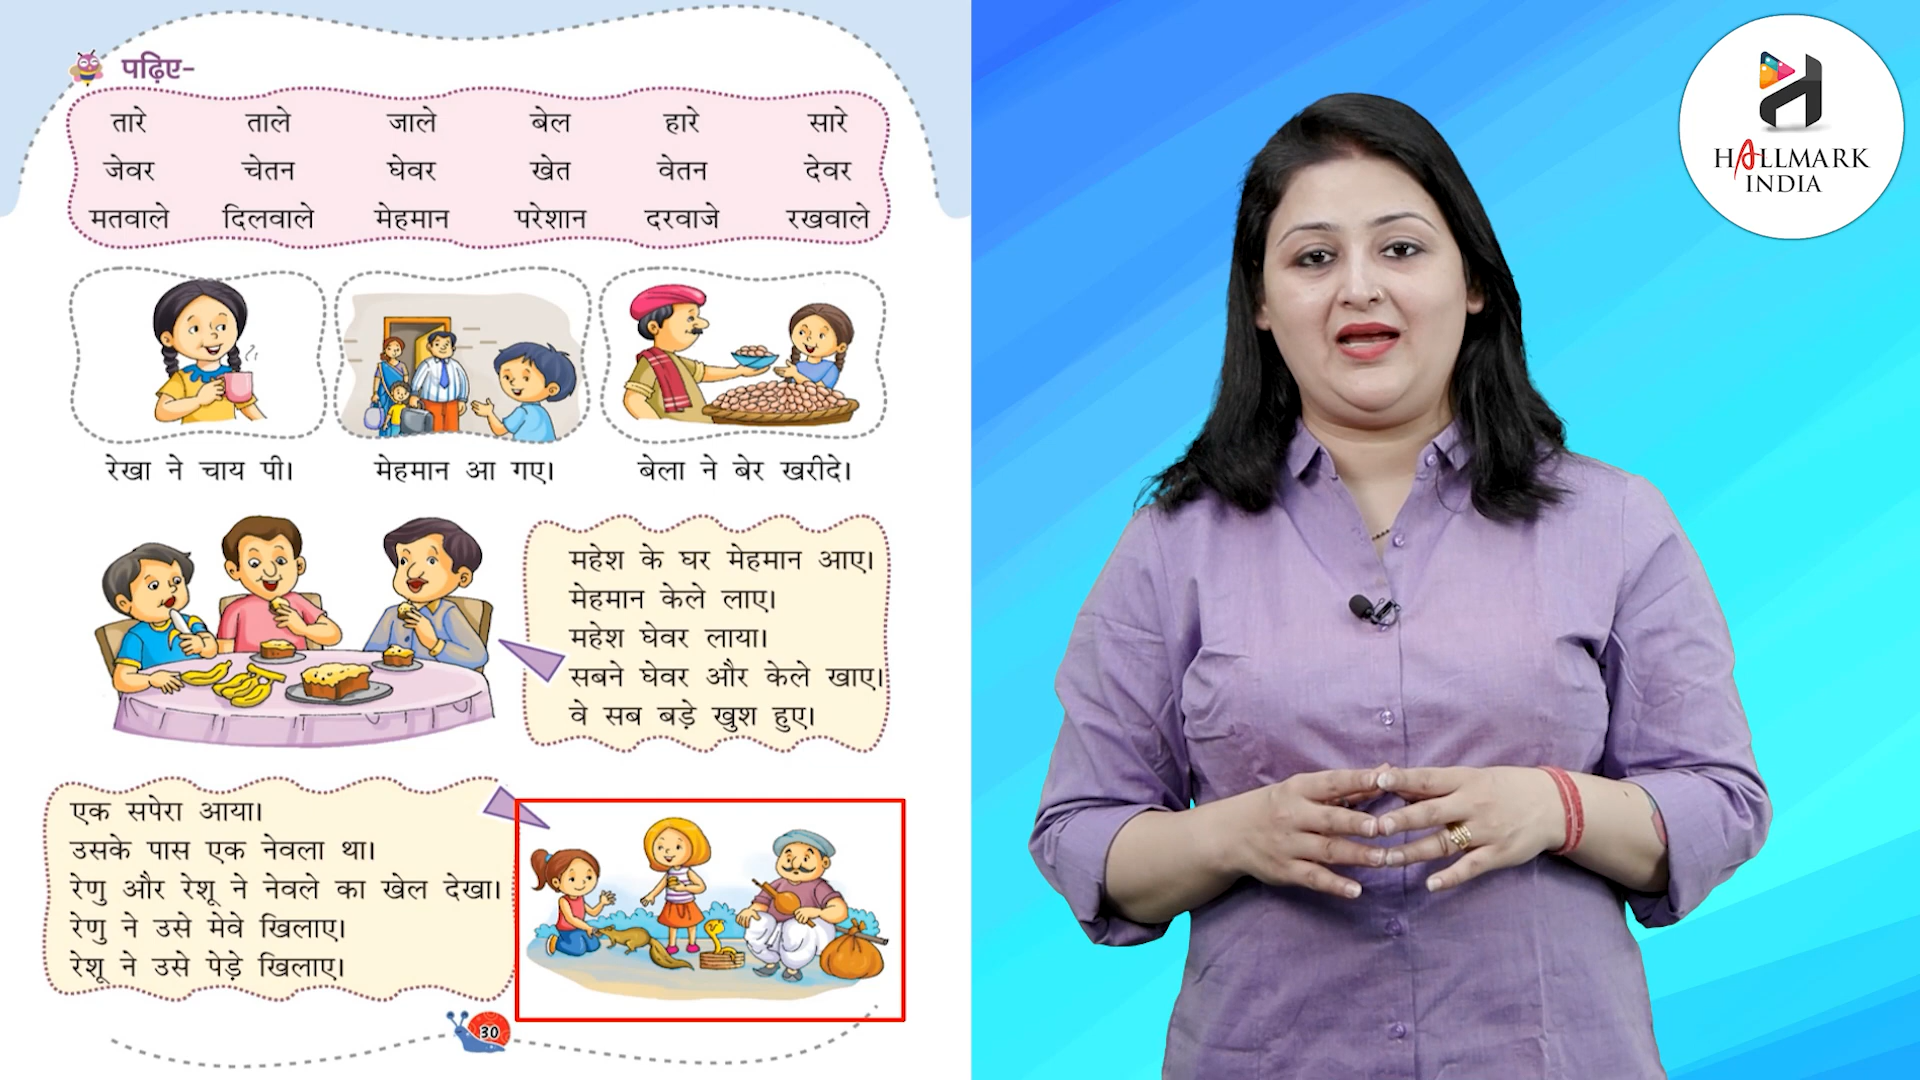 पढ़िए-
तारे ताले जाले बेल हारे सारे
जेवर चेतन घेवर खेत वेतन देवर
मतवाले दिलवाले मेहमान परेशान दरवाजे रखवाले
रेखा ने चाय पी। मेहमान आ गए। बेला ने बेर खरीदे।
महेश के घर मेहमान आए।
मेहमान केले लाए।
महेश घेवर लाया।
सबने घेवर और केले खाए।
वे सब बड़े खुश हुए।
एक सपेरा आया।
उसके पास एक नेवला था।
रेणु और रेशू ने नेवले का खेल देखा।
रेणु ने उसे मेवे खिलाए।
रेशू ने उसे पेड़े खिलाए।
30
HALLMARK
INDIA